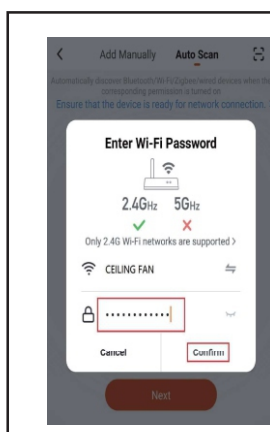 Add Manually Auto Scan
Automatically discover Bluetooth/Wi-Fi/Zigbee/wired devices when the
corresponding permission is turned on
Ensure that the device is ready for network connection.
Enter Wi-Fi Password
2.4GHz 5GHz
Only 2.4G Wi-Fi networks are supported >
CEILING FAN
Cancel Confirm
Next